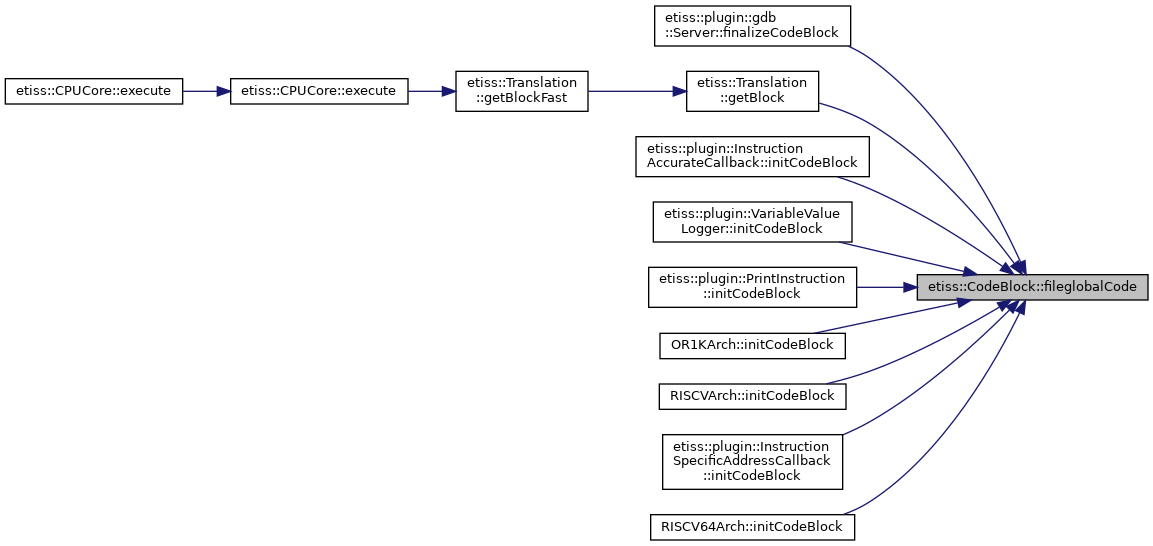 etiss::plugin::gdb
::Server::finalizeCodeBlock
etiss::CPUCore::execute
etiss::CPUCore::execute
etiss::Translation
::getBlockFast
etiss::Translation
::getBlock
etiss::plugin::Instruction
AccurateCallback::initCodeBlock
etiss::plugin::VariableValue
Logger::initCodeBlock
etiss::plugin::PrintInstruction
::initCodeBlock
etiss::CodeBlock::fileglobalCode
OR1KArch::initCodeBlock
RISCVArch::initCodeBlock
etiss::plugin::Instruction
SpecificAddressCallback
::initCodeBlock
RISCV64Arch::initCodeBlock